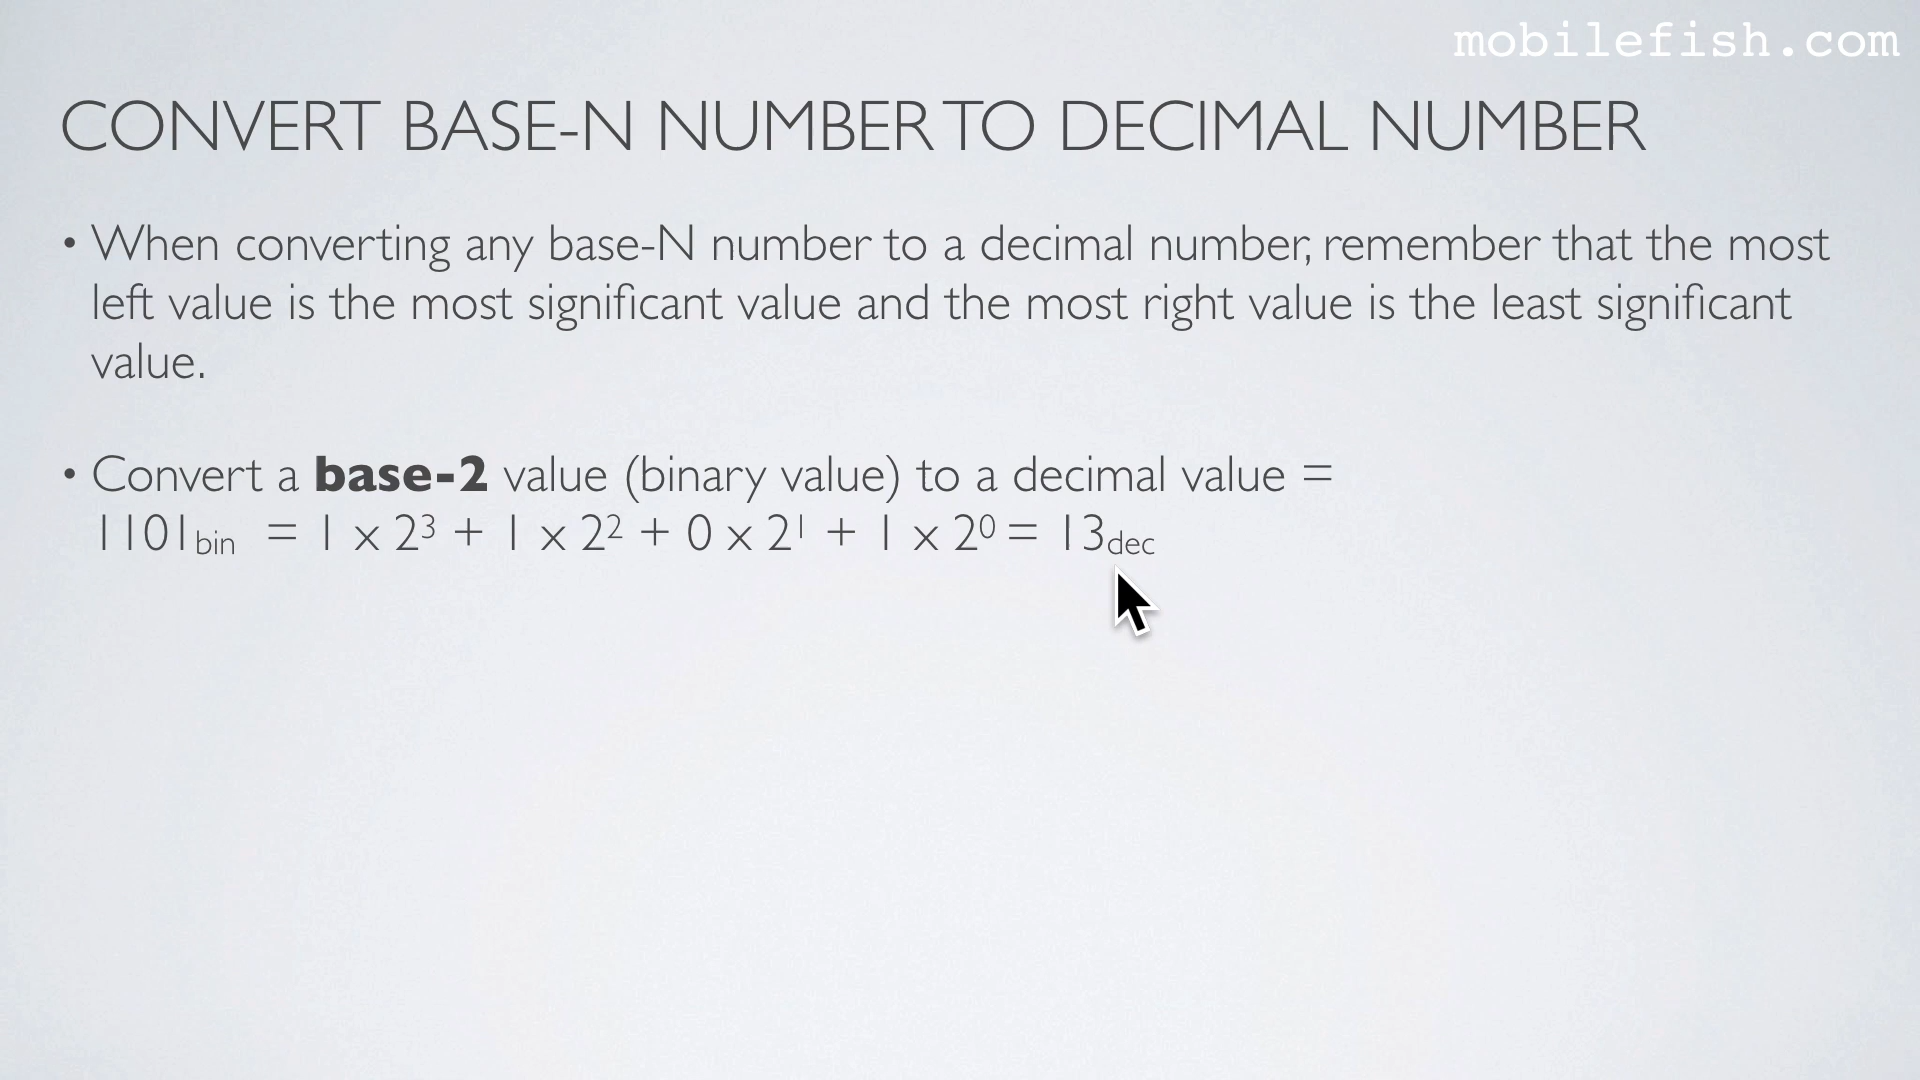 mobilefish.com
CONVERT BASE-N NUMBER TO DECIMAL NUMBER
• When converting any base-N number to a decimal number, remember that the most
left value is the most significant value and the most right value is the least significant
value.
• Convert a base-2 value (binary value) to a decimal value =
1101bin = 1 x 2³ + 1 x 2² + 0 x 2¹ + 1 x 2⁰ = 13dec